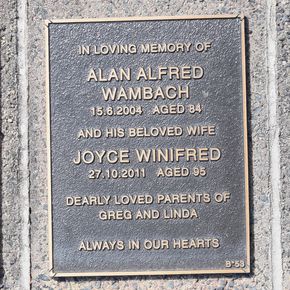 IN LOVING MEMORY OF
ALAN ALFRED
WAMBACH
15.6.2004 AGED 84
AND HIS BELOVED WIFE
JOYCE WINIFRED
27.10.2011 AGED 95
DEARLY LOVED PARENTS OF
GREG AND LINDA
ALWAYS IN OUR HEARTS
B*53